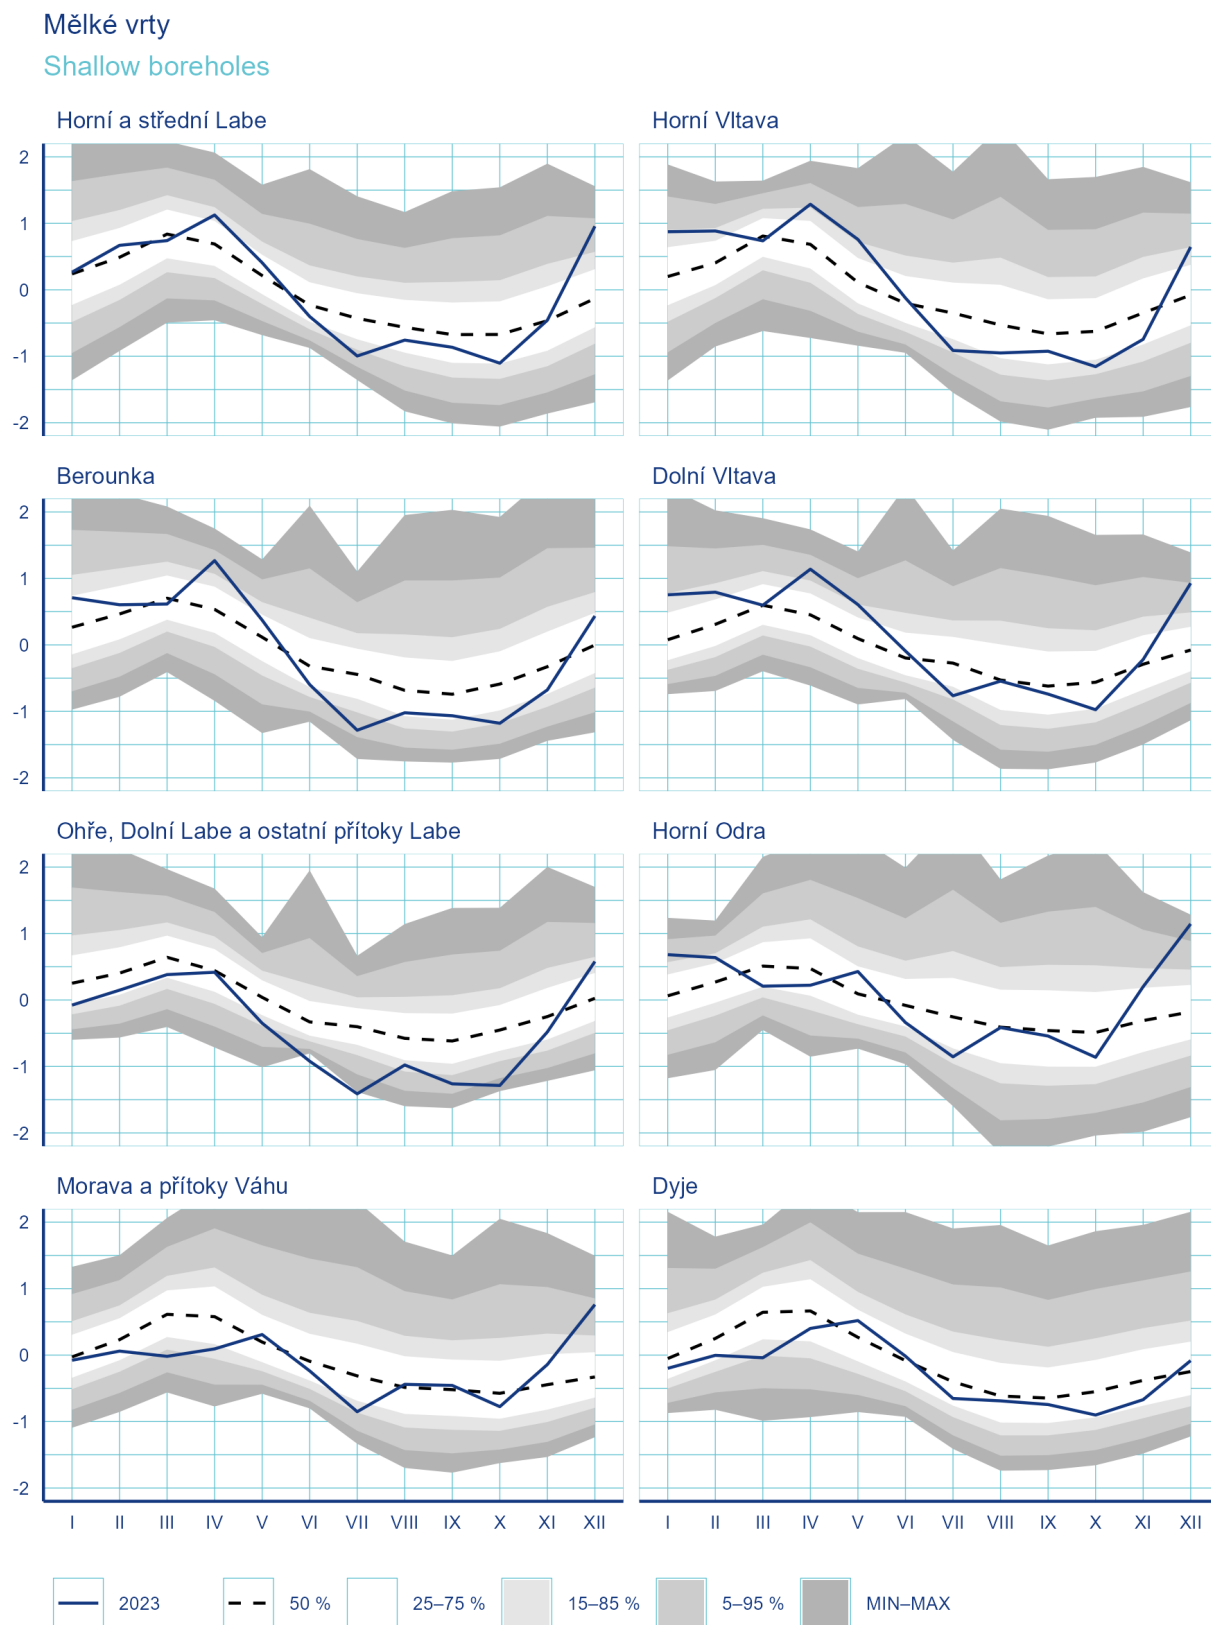 Mělké vrty
Shallow boreholes
Horní a střední Labe
Horní Vltava
2
1
0
-1
-2
Berounka
Dolní Vltava
2
1
0
-1
-2
Ohře, Dolní Labe a ostatní přítoky Labe
Horní Odra
2
1
0
-1
-2
Morava a přítoky Váhu
Dyje
2
1
0
-1
-2
I II III IV V VI VII VIII IX X XI XII
I II III IV V VI VII VIII IX X XI XII
2023 50 % 25–75 % 15–85 % 5–95 % MIN–MAX